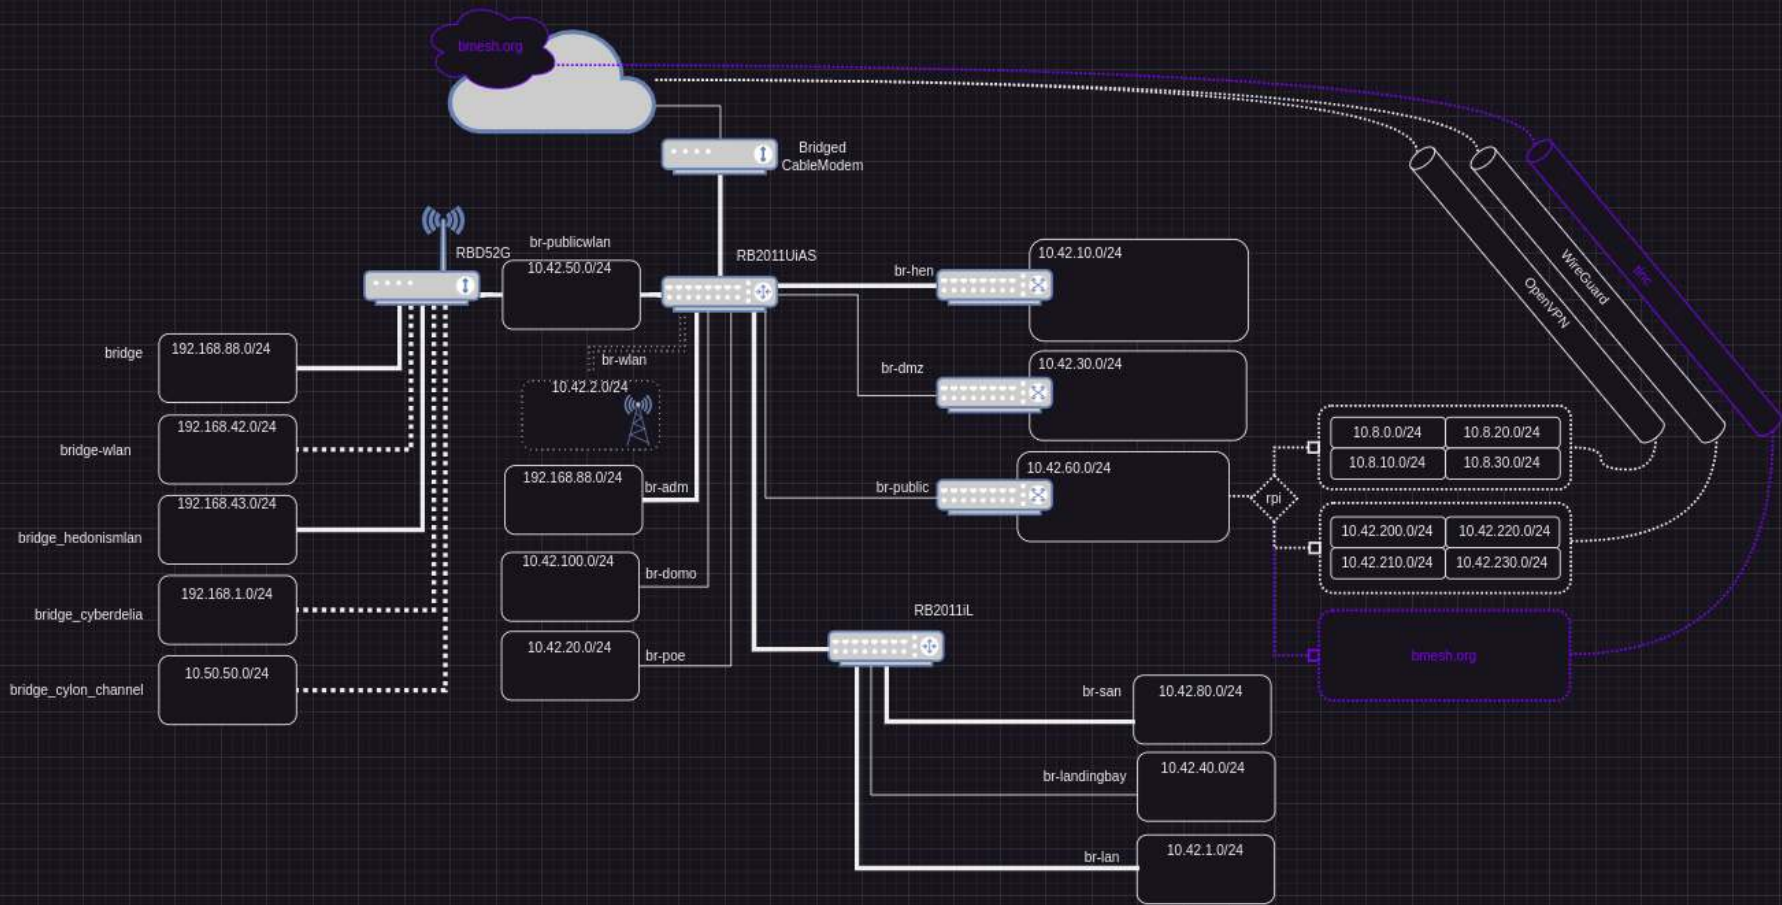 bmesh.org
Bridged
CableModem
RBD52G
br-publicwlan
10.42.50.0/24
RB2011UiAS
br-hen
10.42.10.0/24
OpenVPN
WireGuard
tinc
bridge
192.168.88.0/24
br-wlan
10.42.2.0/24
br-dmz
10.42.30.0/24
bridge-wlan
192.168.42.0/24
192.168.88.0/24
br-adm
br-public
10.42.60.0/24
rpi
10.8.0.0/24
10.8.20.0/24
10.8.10.0/24
10.8.30.0/24
bridge_hedonismlan
192.168.43.0/24
10.42.200.0/24
10.42.220.0/24
10.42.210.0/24
10.42.230.0/24
10.42.100.0/24
br-domo
bridge_cyberdelia
192.168.1.0/24
RB2011iL
10.42.20.0/24
br-poe
bmesh.org
bridge_cylon_channel
10.50.50.0/24
br-san
10.42.80.0/24
br-landingbay
10.42.40.0/24
br-lan
10.42.1.0/24